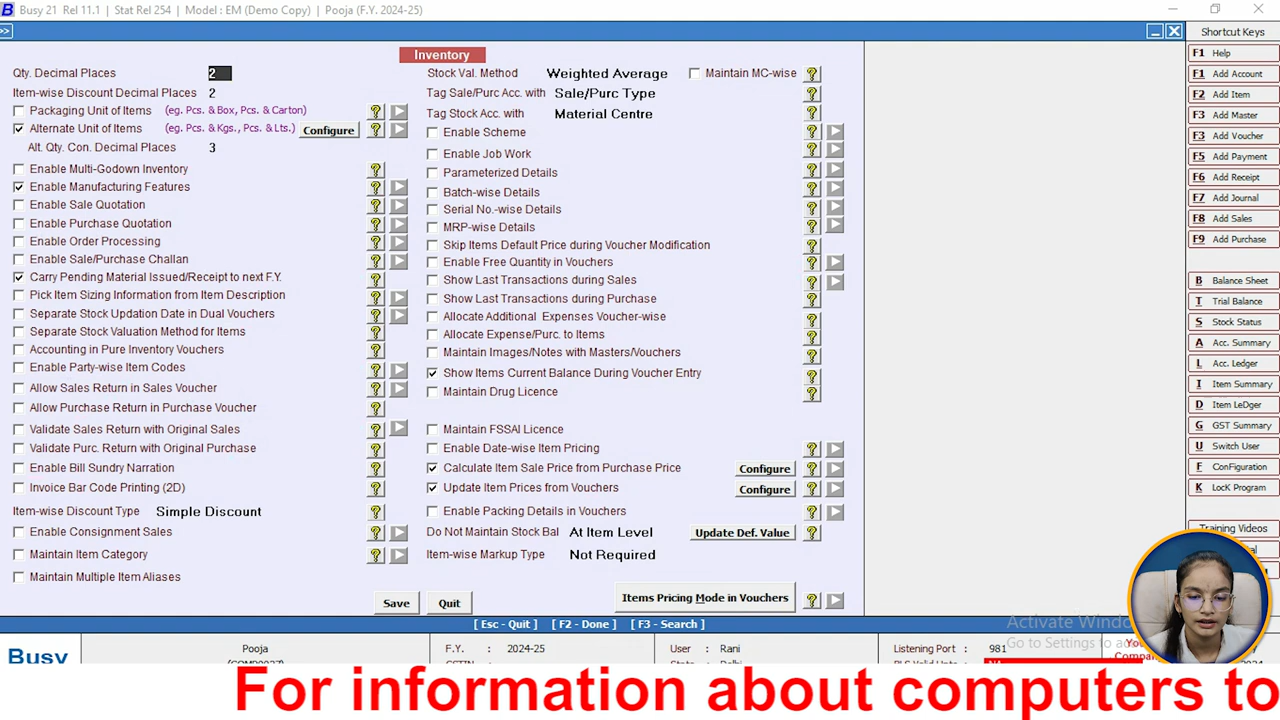 Busy 21 Rel 11.1 | Stat Rel 254 | Model : EM (Demo Copy) | Pooja (F.Y. 2024-25)
>>
Inventory
Qty. Decimal Places 2
Item-wise Discount Decimal Places 2
Packaging Unit of Items (eg. Pcs. & Box, Pcs. & Carton)
Alternate Unit of Items (eg. Pcs. & Kgs., Pcs. & Lts.) Configure
Alt. Qty. Con. Decimal Places 3
Enable Multi-Godown Inventory
Enable Manufacturing Features
Enable Sale Quotation
Enable Purchase Quotation
Enable Order Processing
Enable Sale/Purchase Challan
Carry Pending Material Issued/Receipt to next F.Y.
Pick Item Sizing Information from Item Description
Separate Stock Updation Date in Dual Vouchers
Separate Stock Valuation Method for Items
Accounting in Pure Inventory Vouchers
Enable Party-wise Item Codes
Allow Sales Return in Sales Voucher
Allow Purchase Return in Purchase Voucher
Validate Sales Return with Original Sales
Validate Purc. Return with Original Purchase
Enable Bill Sundry Narration
Invoice Bar Code Printing (2D)
Item-wise Discount Type Simple Discount
Enable Consignment Sales
Maintain Item Category
Maintain Multiple Item Aliases
Save Quit
Stock Val. Method Weighted Average Maintain MC-wise
Tag Sale/Purc Acc. with Sale/Purc Type
Tag Stock Acc. with Material Centre
Enable Scheme
Enable Job Work
Parameterized Details
Batch-wise Details
Serial No.-wise Details
MRP-wise Details
Skip Items Default Price during Voucher Modification
Enable Free Quantity in Vouchers
Show Last Transactions during Sales
Show Last Transactions during Purchase
Allocate Additional Expenses Voucher-wise
Allocate Expense/Purc. to Items
Maintain Images/Notes with Masters/Vouchers
Show Items Current Balance During Voucher Entry
Maintain Drug Licence
Maintain FSSAI Licence
Enable Date-wise Item Pricing
Calculate Item Sale Price from Purchase Price Configure
Update Item Prices from Vouchers Configure
Enable Packing Details in Vouchers
Do Not Maintain Stock Bal At Item Level Update Def. Value
Item-wise Markup Type Not Required
Items Pricing Mode in Vouchers
[ Esc - Quit ] [ F2 - Done ] [ F3 - Search ]
Shortcut Keys
F1 Help
F1 Add Account
F2 Add Item
F3 Add Master
F3 Add Voucher
F5 Add Payment
F6 Add Receipt
F7 Add Journal
F8 Add Sales
F9 Add Purchase
B Balance Sheet
T Trial Balance
S Stock Status
A Acc. Summary
L Acc. Ledger
I Item Summary
D Item LeDger
G GST Summary
U Switch User
F ConFiguration
K LocK Program
Training Videos
Activate Windo
Go to Settings to
Busy
Pooja
F.Y. : 2024-25
User : Rani
Listening Port : 981
For information about computers to